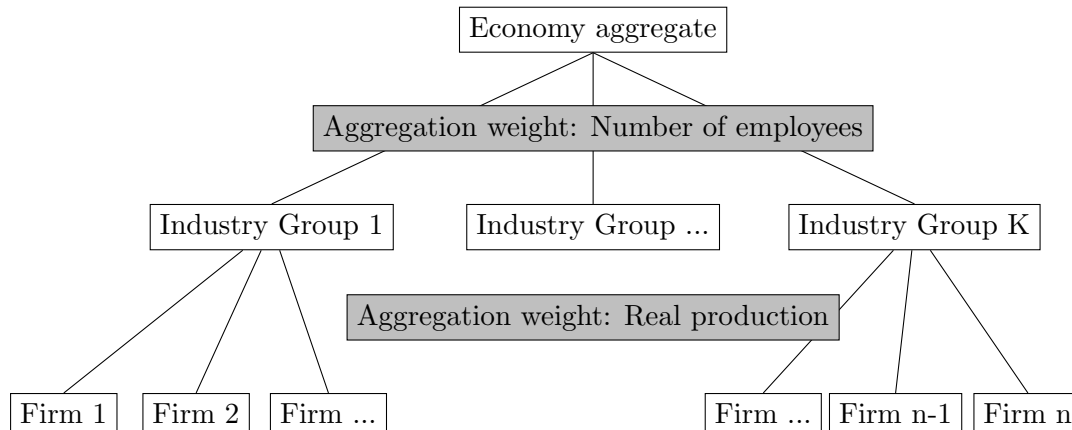 Economy aggregate
Aggregation weight: Number of employees
Industry Group 1 Industry Group ... Industry Group K
Aggregation weight: Real production
Firm 1 Firm 2 Firm ... Firm ... Firm n-1 Firm n